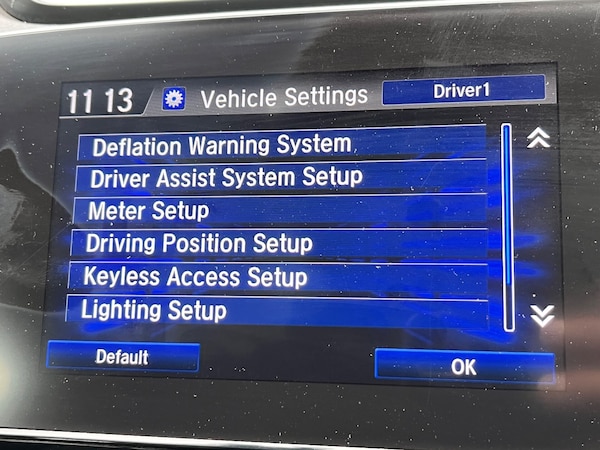 11 13
Vehicle Settings
Driver1
Deflation Warning System
Driver Assist System Setup
Meter Setup
Driving Position Setup
Keyless Access Setup
Lighting Setup
Default
OK